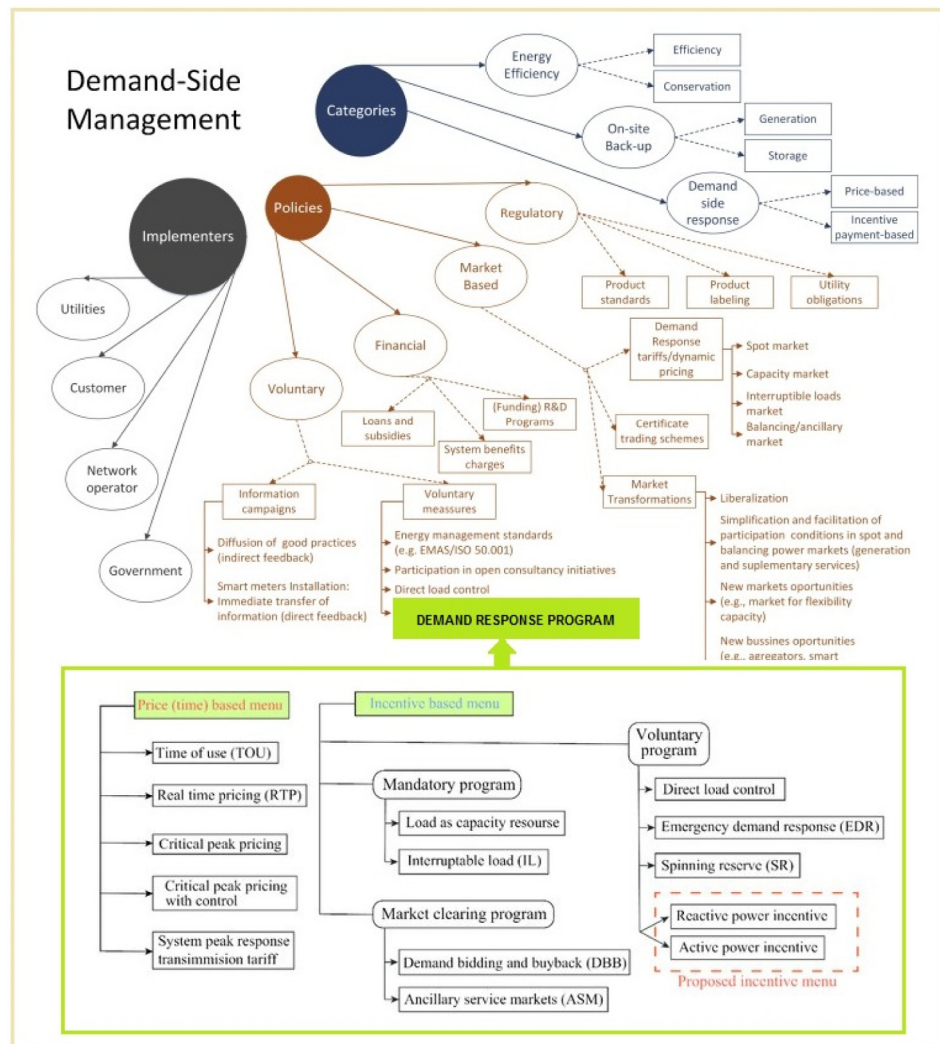 Demand-Side
Management
Categories
Energy
Efficiency
Efficiency
Conservation
On-site
Back-up
Generation
Storage
Demand
side
response
Price-based
Incentive
payment-based
Implementers
Utilities
Customer
Network
operator
Government
Policies
Regulatory
Product
standards
Product
labeling
Utility
obligations
Market
Based
Demand
Response
tariffs/dynamic
pricing
Spot market
Capacity market
Interruptible loads
market
Balancing/ancillary
market
Certificate
trading schemes
Market
Transformations
Liberalization
Simplification and facilitation of
participation conditions in spot and
balancing power markets (generation
and suplementary services)
New markets oportunities
(e.g., market for flexibility
capacity)
New bussines oportunities
(e.g., aggregators, smart
Financial
Loans and
subsidies
System benefits
charges
(Funding) R&D
Programs
Voluntary
Information
campaigns
Diffusion of good practices
(indirect feedback)
Smart meters Installation:
Immediate transfer of
information (direct feedback)
Voluntary
meassures
Energy management standards
(e.g. EMAS/ISO 50.001)
Participation in open consultancy initiatives
Direct load control
DEMAND RESPONSE PROGRAM
Price (time) based menu
Time of use (TOU)
Real time pricing (RTP)
Critical peak pricing
Critical peak pricing
with control
System peak response
transimmision tariff
Incentive based menu
Mandatory program
Load as capacity resourse
Interruptable load (IL)
Market clearing program
Demand bidding and buyback (DBB)
Ancillary service markets (ASM)
Voluntary
program
Direct load control
Emergency demand response (EDR)
Spinning reserve (SR)
Reactive power incentive
Active power incentive
Proposed incentive menu